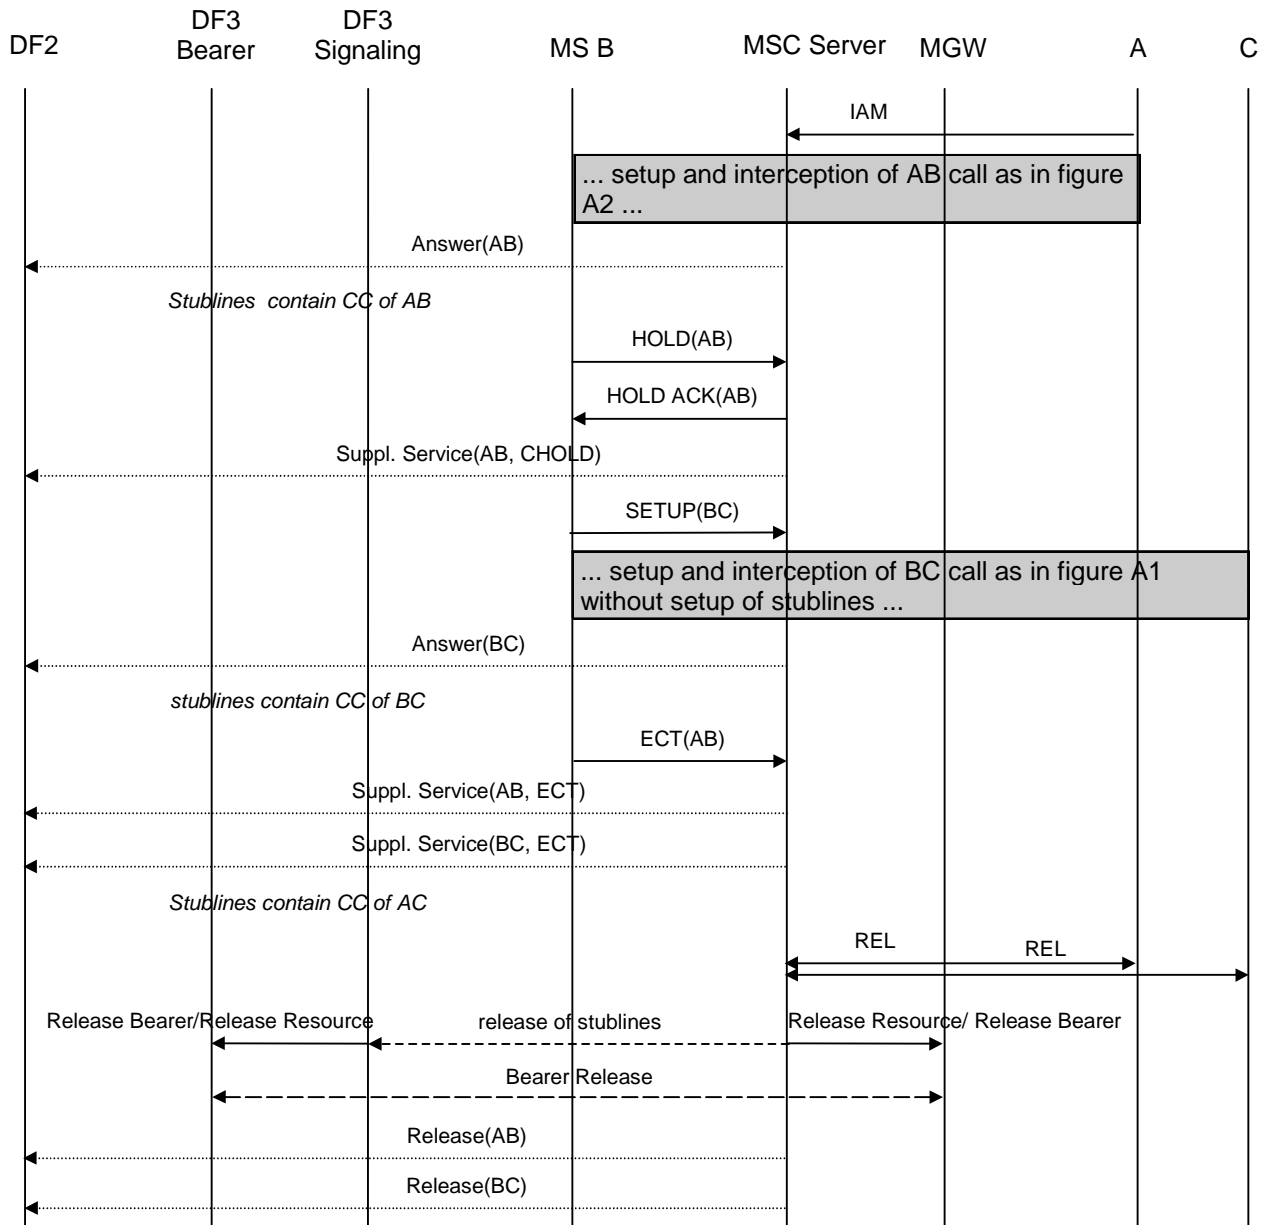 DF3
DF3
DF2
Bearer
Signaling
MS B
MSC Server
MGW
A
C
IAM
... setup and interception of AB call as in figure
A2 ...
Answer(AB)
Stublines contain CC of AB
HOLD(AB)
HOLD ACK(AB)
Suppl. Service(AB, CHOLD)
SETUP(BC)
... setup and interception of BC call as in figure A1
without setup of stublines ...
Answer(BC)
stublines contain CC of BC
ECT(AB)
Suppl. Service(AB, ECT)
Suppl. Service(BC, ECT)
Stublines contain CC of AC
REL
REL
Release Bearer/Release Resource
release of stublines
Release Resource/ Release Bearer
Bearer Release
Release(AB)
Release(BC)